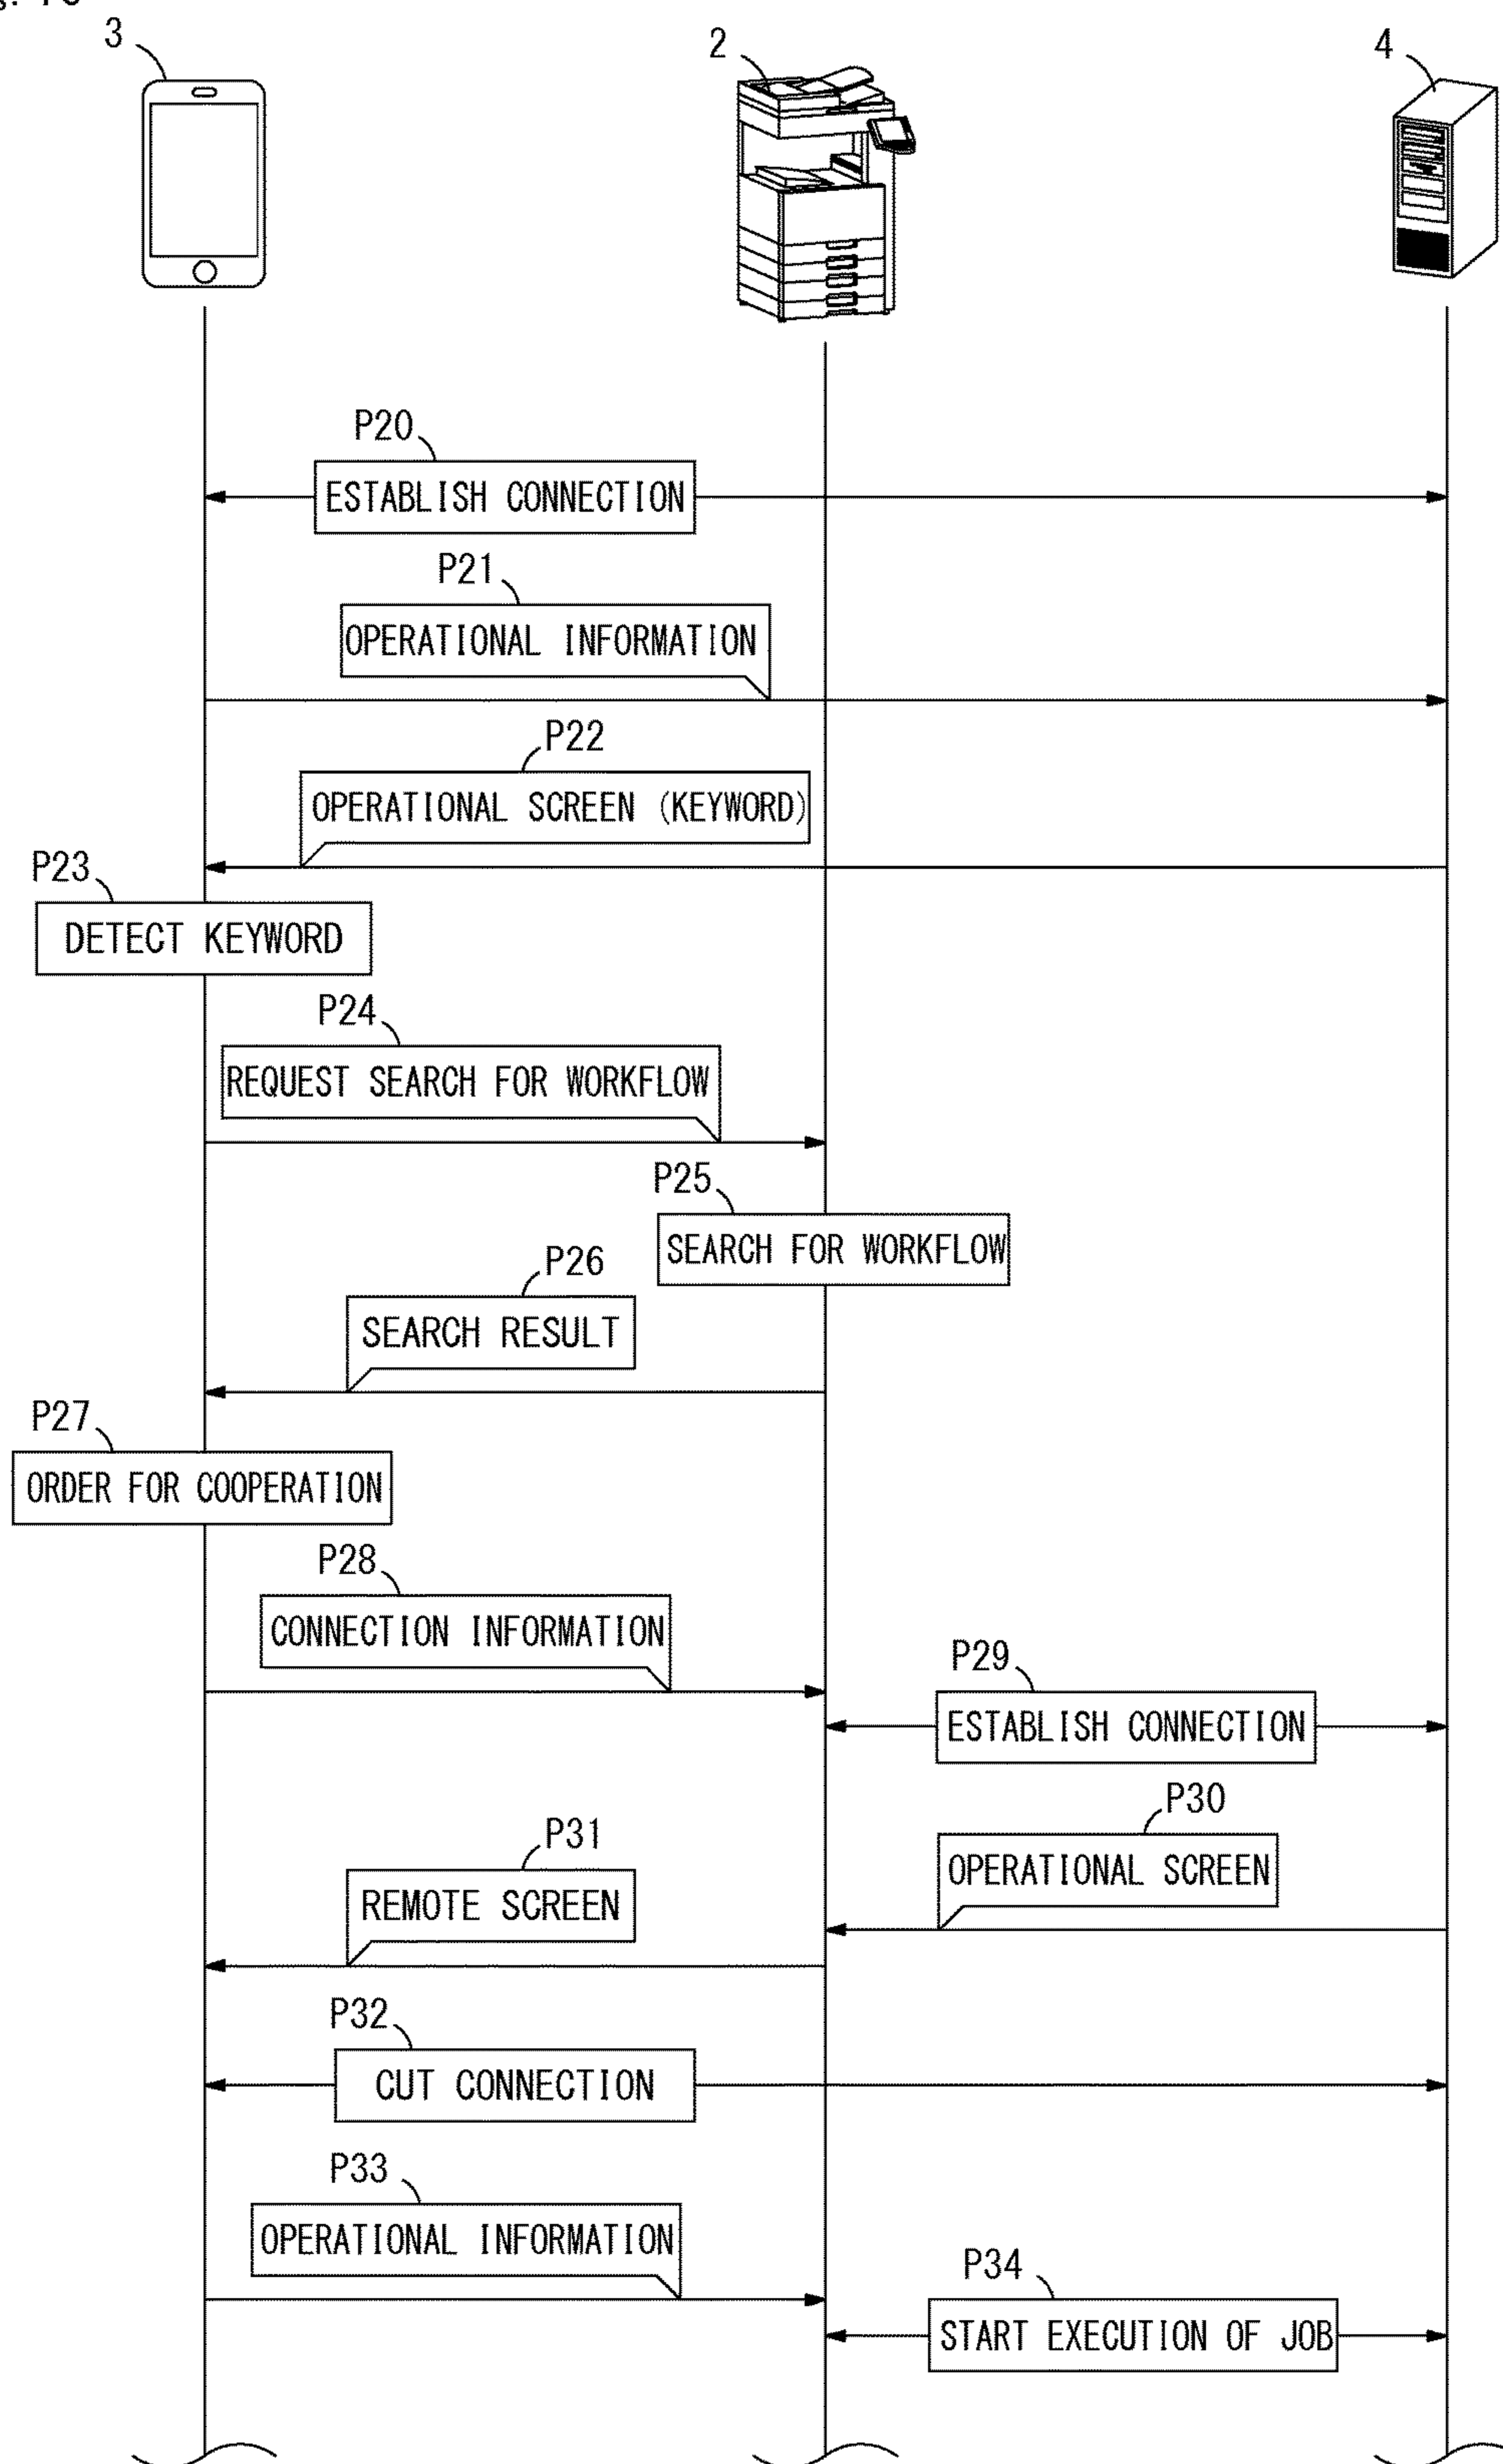 3
2
4
P20
ESTABLISH CONNECTION
P21
OPERATIONAL INFORMATION
P22
OPERATIONAL SCREEN (KEYWORD)
P23
DETECT KEYWORD
P24
REQUEST SEARCH FOR WORKFLOW
P25
SEARCH FOR WORKFLOW
P26
SEARCH RESULT
P27
ORDER FOR COOPERATION
P28
CONNECTION INFORMATION
P29
ESTABLISH CONNECTION
P30
OPERATIONAL SCREEN
P31
REMOTE SCREEN
P32
CUT CONNECTION
P33
OPERATIONAL INFORMATION
P34
START EXECUTION OF JOB